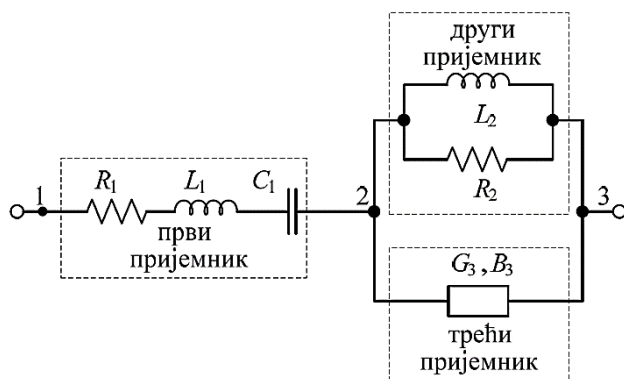 други
пријемник
L₂
R₂
1
R₁
L₁
C₁
први
пријемник
2
3
G₃, B₃
трећи
пријемник